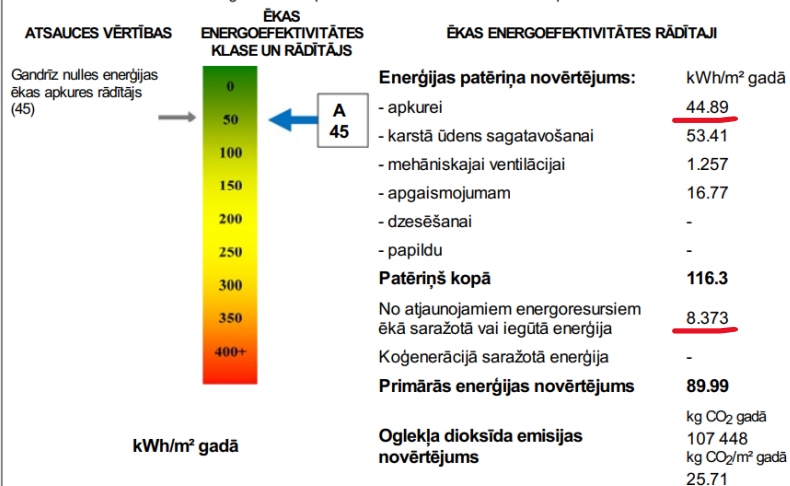 ATSAUCES VĒRTĪBAS
Gandrīz nulles enerģijas
ēkas apkures rādītājs
(45)
ĒKAS
ENERGOEFEKTIVITĀTES
KLASE UN RĀDĪTĀJS
0
50
100
150
200
250
300
350
400+
A
45
kWh/m² gadā
ĒKAS ENERGOEFEKTIVITĀTES RĀDĪTAJI
Enerģijas patēriņa novērtējums: kWh/m² gadā
- apkurei 44.89
- karstā ūdens sagatavošanai 53.41
- mehāniskajai ventilācijai 1.257
- apgaismojumam 16.77
- dzesēšanai -
- papildu -
Patēriņš kopā 116.3
No atjaunojamiem energoresursiem
ēkā saražotā vai iegūtā enerģija 8.373
Koģenerācijā saražotā enerģija -
Primārās enerģijas novērtējums 89.99
Oglekļa dioksīda emisijas
novērtējums
kg CO2 gadā
107 448
kg CO2/m² gadā
25.71